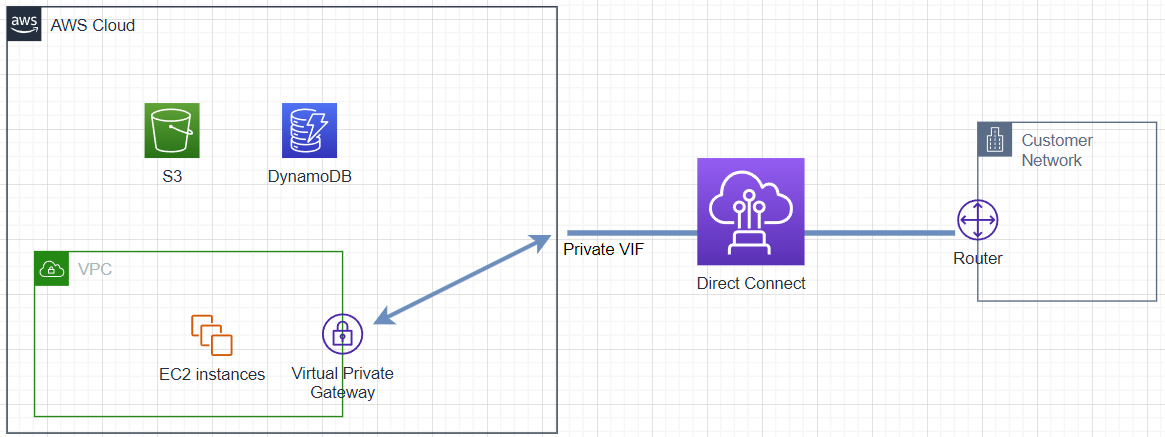 aws
AWS Cloud
S3
DynamoDB
VPC
EC2 instances
Virtual Private
Gateway
Private VIF
Direct Connect
Customer
Network
Router